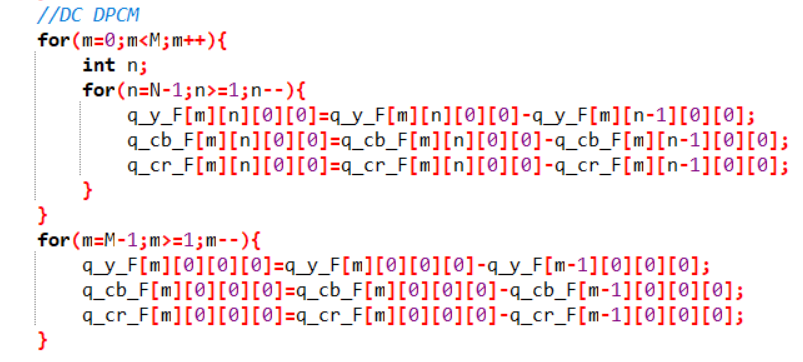 //DC DPCM
for(m=0;m<M;m++){
int n;
for(n=N-1;n>=1;n--){
q_y_F[m][n][0][0]=q_y_F[m][n][0][0]-q_y_F[m][n-1][0][0];
q_cb_F[m][n][0][0]=q_cb_F[m][n][0][0]-q_cb_F[m][n-1][0][0];
q_cr_F[m][n][0][0]=q_cr_F[m][n][0][0]-q_cr_F[m][n-1][0][0];
}
}
for(m=M-1;m>=1;m--){
q_y_F[m][0][0][0]=q_y_F[m][0][0][0]-q_y_F[m-1][0][0][0];
q_cb_F[m][0][0][0]=q_cb_F[m][0][0][0]-q_cb_F[m-1][0][0][0];
q_cr_F[m][0][0][0]=q_cr_F[m][0][0][0]-q_cr_F[m-1][0][0][0];
}